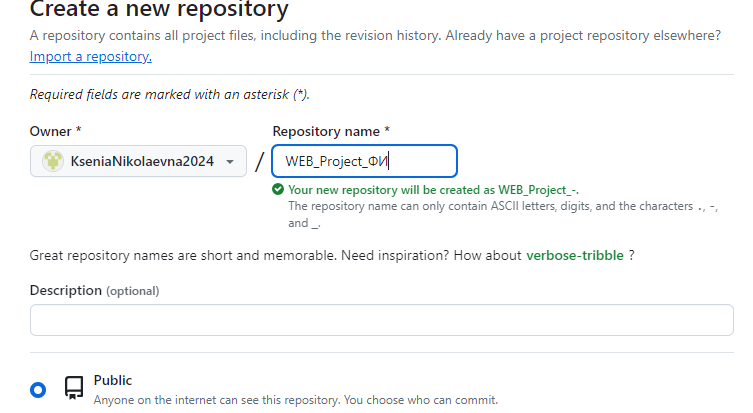 Create a new repository
A repository contains all project files, including the revision history. Already have a project repository elsewhere?
Import a repository.
Required fields are marked with an asterisk (*).
Owner *
Repository name *
KseniaNikolaevna2024
/
WEB_Project_ФИ
Your new repository will be created as WEB_Project_-.
The repository name can only contain ASCII letters, digits, and the characters ., -,
and _.
Great repository names are short and memorable. Need inspiration? How about verbose-tribble ?
Description (optional)
Public
Anyone on the internet can see this repository. You choose who can commit.